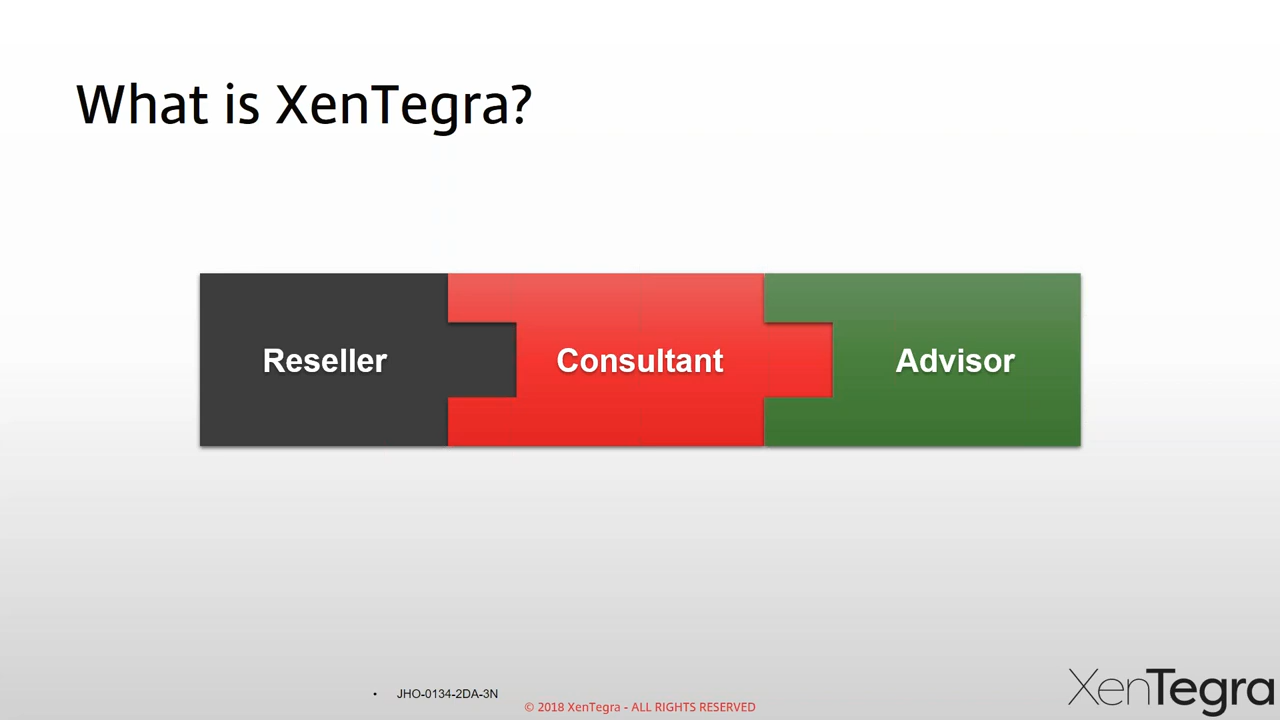 What is XenTegra?
Reseller
Consultant
Advisor
• JHO-0134-2DA-3N
© 2018 XenTegra - ALL RIGHTS RESERVED
XenTegra